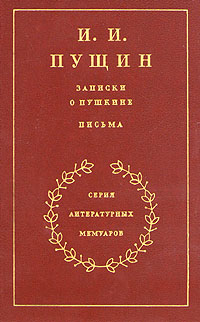 И. И.
ПУЩИН
ЗАПИСКИ
О ПУШКИНЕ
ПИСЬМА
СЕРИЯ
ЛИТЕРАТУРНЫХ
МЕМУАРОВ